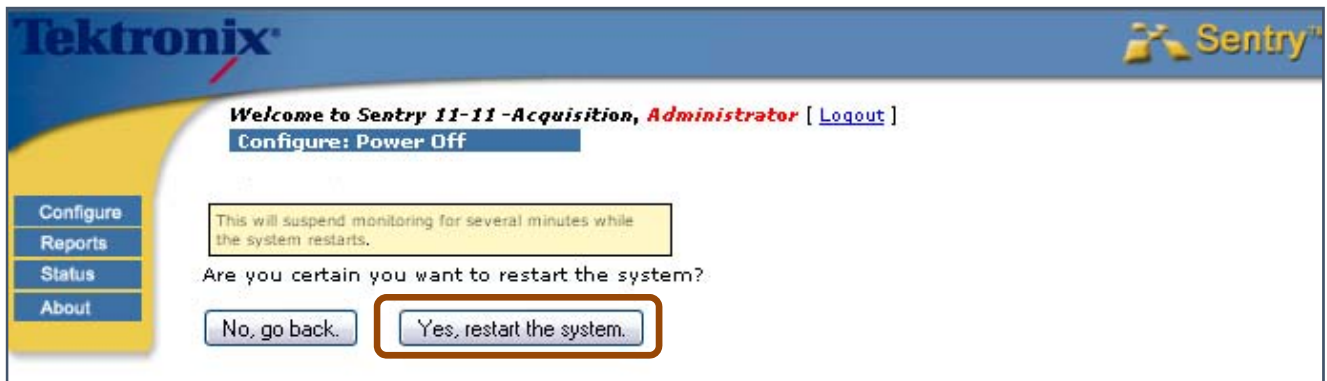 Tektronix
Sentry™
Welcome to Sentry 11-11 -Acquisition, Administrator [ Logout ]
Configure: Power Off
Configure
Reports
Status
About
This will suspend monitoring for several minutes while
the system restarts.
Are you certain you want to restart the system?
No, go back.
Yes, restart the system.